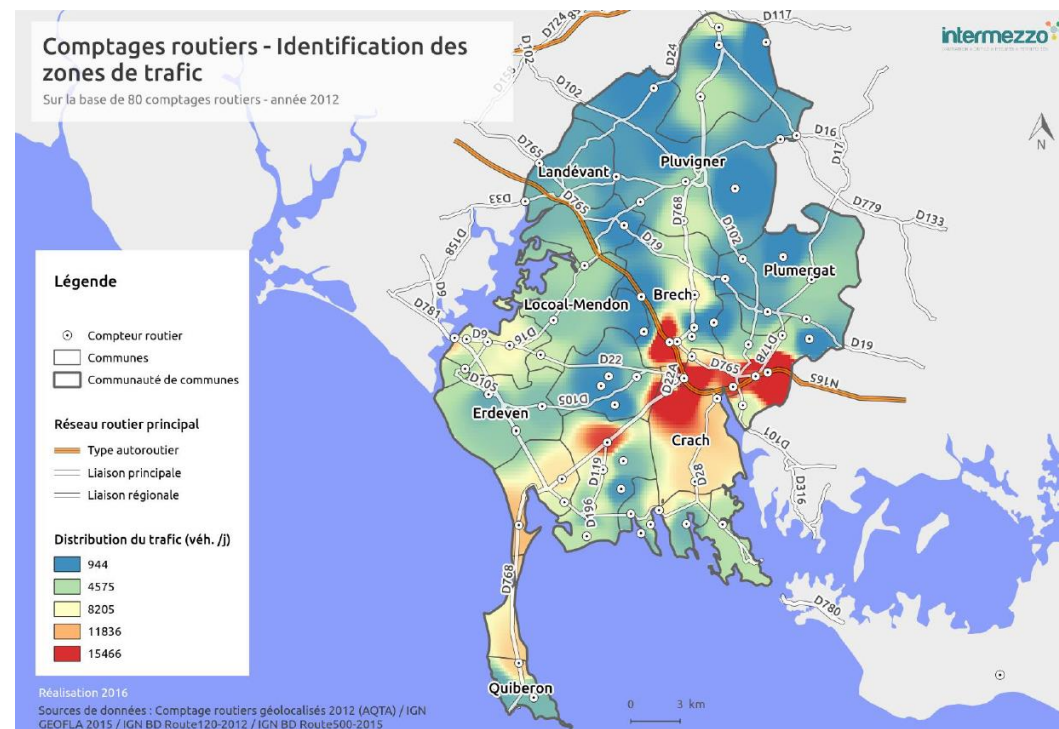 Comptages routiers - Identification des
zones de trafic
Sur la base de 80 comptages routiers - année 2012
intermezzo
N
D724
D102
D155
D102
D24
D117
D16
D17
D779
D133
D765
D33
D158
D9
D781
Landévant
Pluvigner
D765
D768
D19
D102
Plumergat
Locoal-Mendon
Brech
D9
D16
D22
D22A
D765
D178
D19
N165
D105
D105
Erdeven
Crach
D101
D316
D119
D28
D196
D768
D780
Quiberon
Légende
Compteur routier
Communes
Communauté de communes
Réseau routier principal
Type autoroutier
Liaison principale
Liaison régionale
Distribution du trafic (véh. /j)
944
4575
8205
11836
15466
0 3 km
Réalisation 2016
Sources de données : Comptage routiers géolocalisés 2012 (AQTA) / IGN
GEOFLA 2015 / IGN BD Route120-2012 / IGN BD Route500-2015